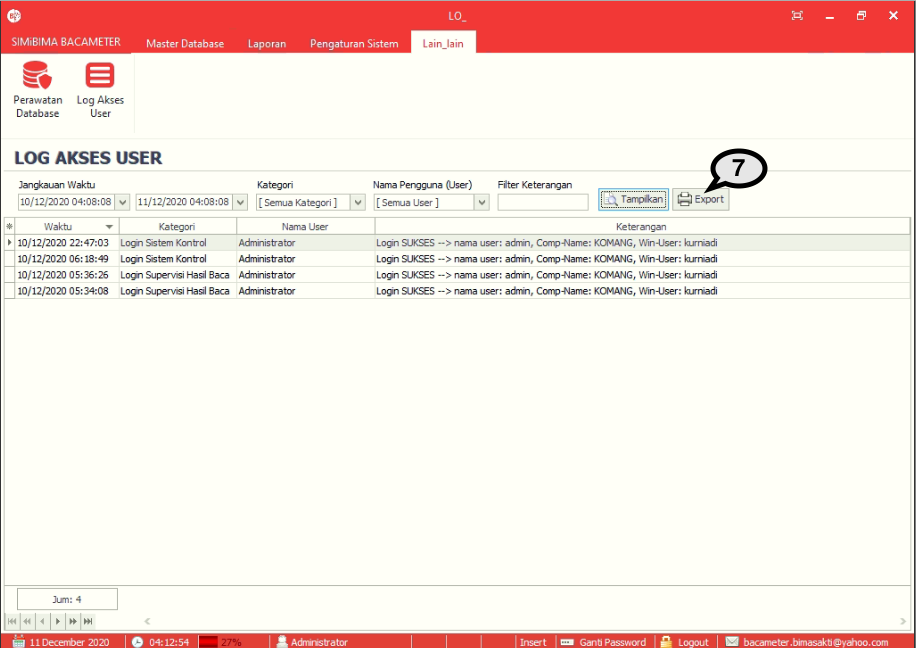 LO_
SIMiBIMA BACAMETER Master Database Laporan Pengaturan Sistem Lain_lain
Perawatan Database
Log Akses User
LOG AKSES USER
7
Jangkauan Waktu Kategori Nama Pengguna (User) Filter Keterangan
10/12/2020 04:08:08 11/12/2020 04:08:08 [ Semua Kategori ] [ Semua User ] Tampilkan Export
Waktu Kategori Nama User Keterangan
10/12/2020 22:47:03 Login Sistem Kontrol Administrator Login SUKSES --> nama user: admin, Comp-Name: KOMANG, Win-User: kurniadi
10/12/2020 06:18:49 Login Sistem Kontrol Administrator Login SUKSES --> nama user: admin, Comp-Name: KOMANG, Win-User: kurniadi
10/12/2020 05:36:26 Login Supervisi Hasil Baca Administrator Login SUKSES --> nama user: admin, Comp-Name: KOMANG, Win-User: kurniadi
10/12/2020 05:34:08 Login Supervisi Hasil Baca Administrator Login SUKSES --> nama user: admin, Comp-Name: KOMANG, Win-User: kurniadi
Jum: 4
11 December 2020 04:12:54 27% Administrator Insert Ganti Password Logout bacameter.bimasakti@yahoo.com